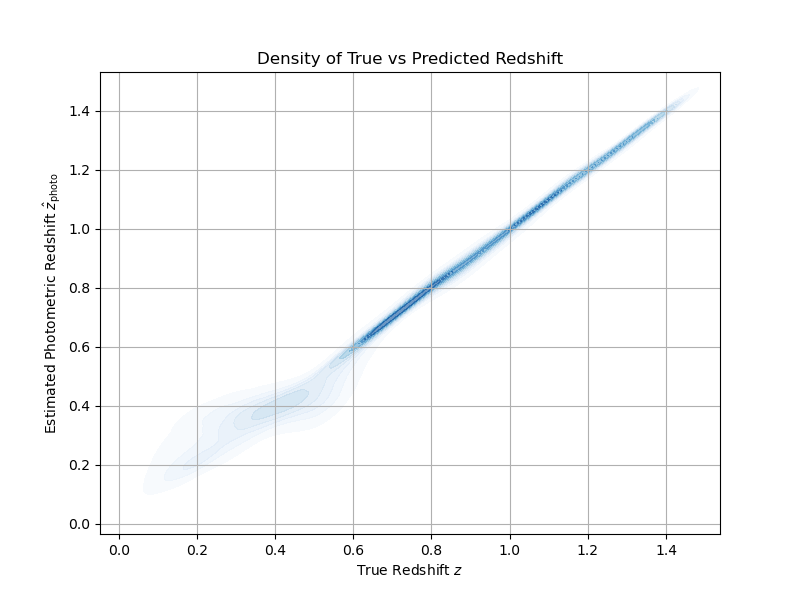 Density of True vs Predicted Redshift
Estimated Photometric Redshift ẑphoto
1.4
1.2
1.0
0.8
0.6
0.4
0.2
0.0
0.0 0.2 0.4 0.6 0.8 1.0 1.2 1.4
True Redshift z